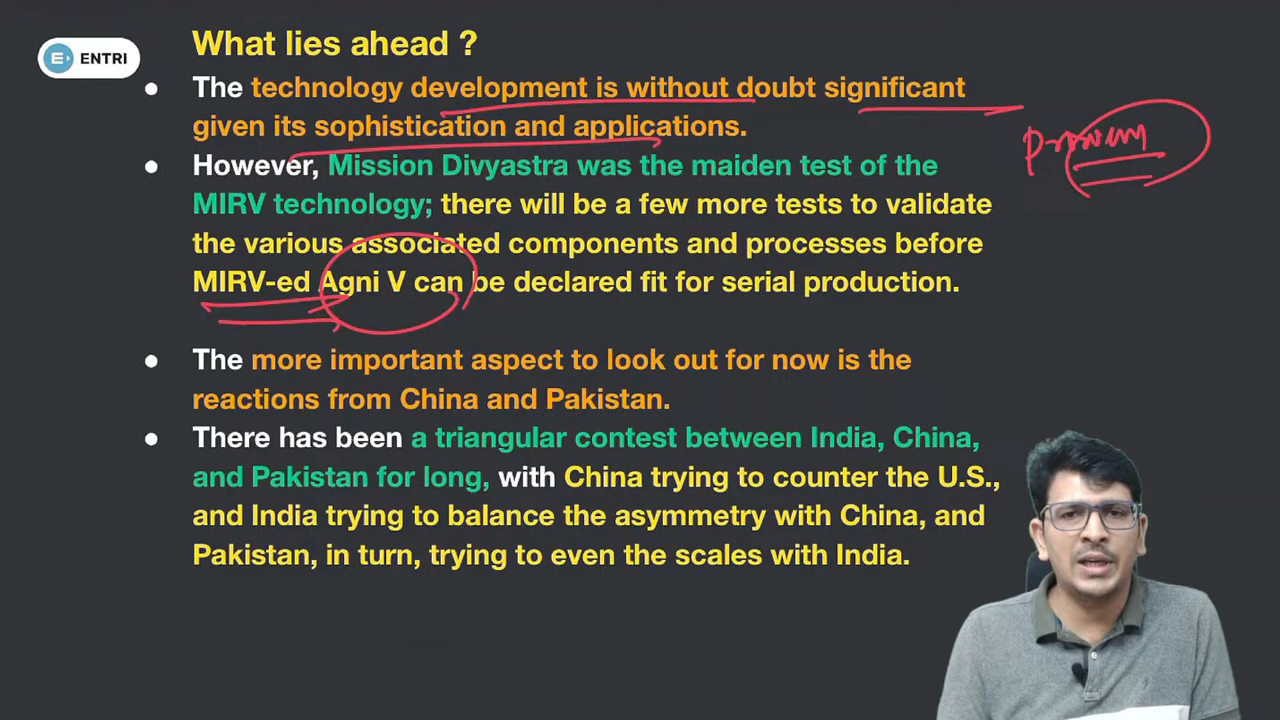 What lies ahead ?
ENTRI
The technology development is without doubt significant
given its sophistication and applications.
However, Mission Divyastra was the maiden test of the
MIRV technology; there will be a few more tests to validate
the various associated components and processes before
MIRV-ed Agni V can be declared fit for serial production.
The more important aspect to look out for now is the
reactions from China and Pakistan.
There has been a triangular contest between India, China,
and Pakistan for long, with China trying to counter the U.S.,
and India trying to balance the asymmetry with China, and
Pakistan, in turn, trying to even the scales with India.